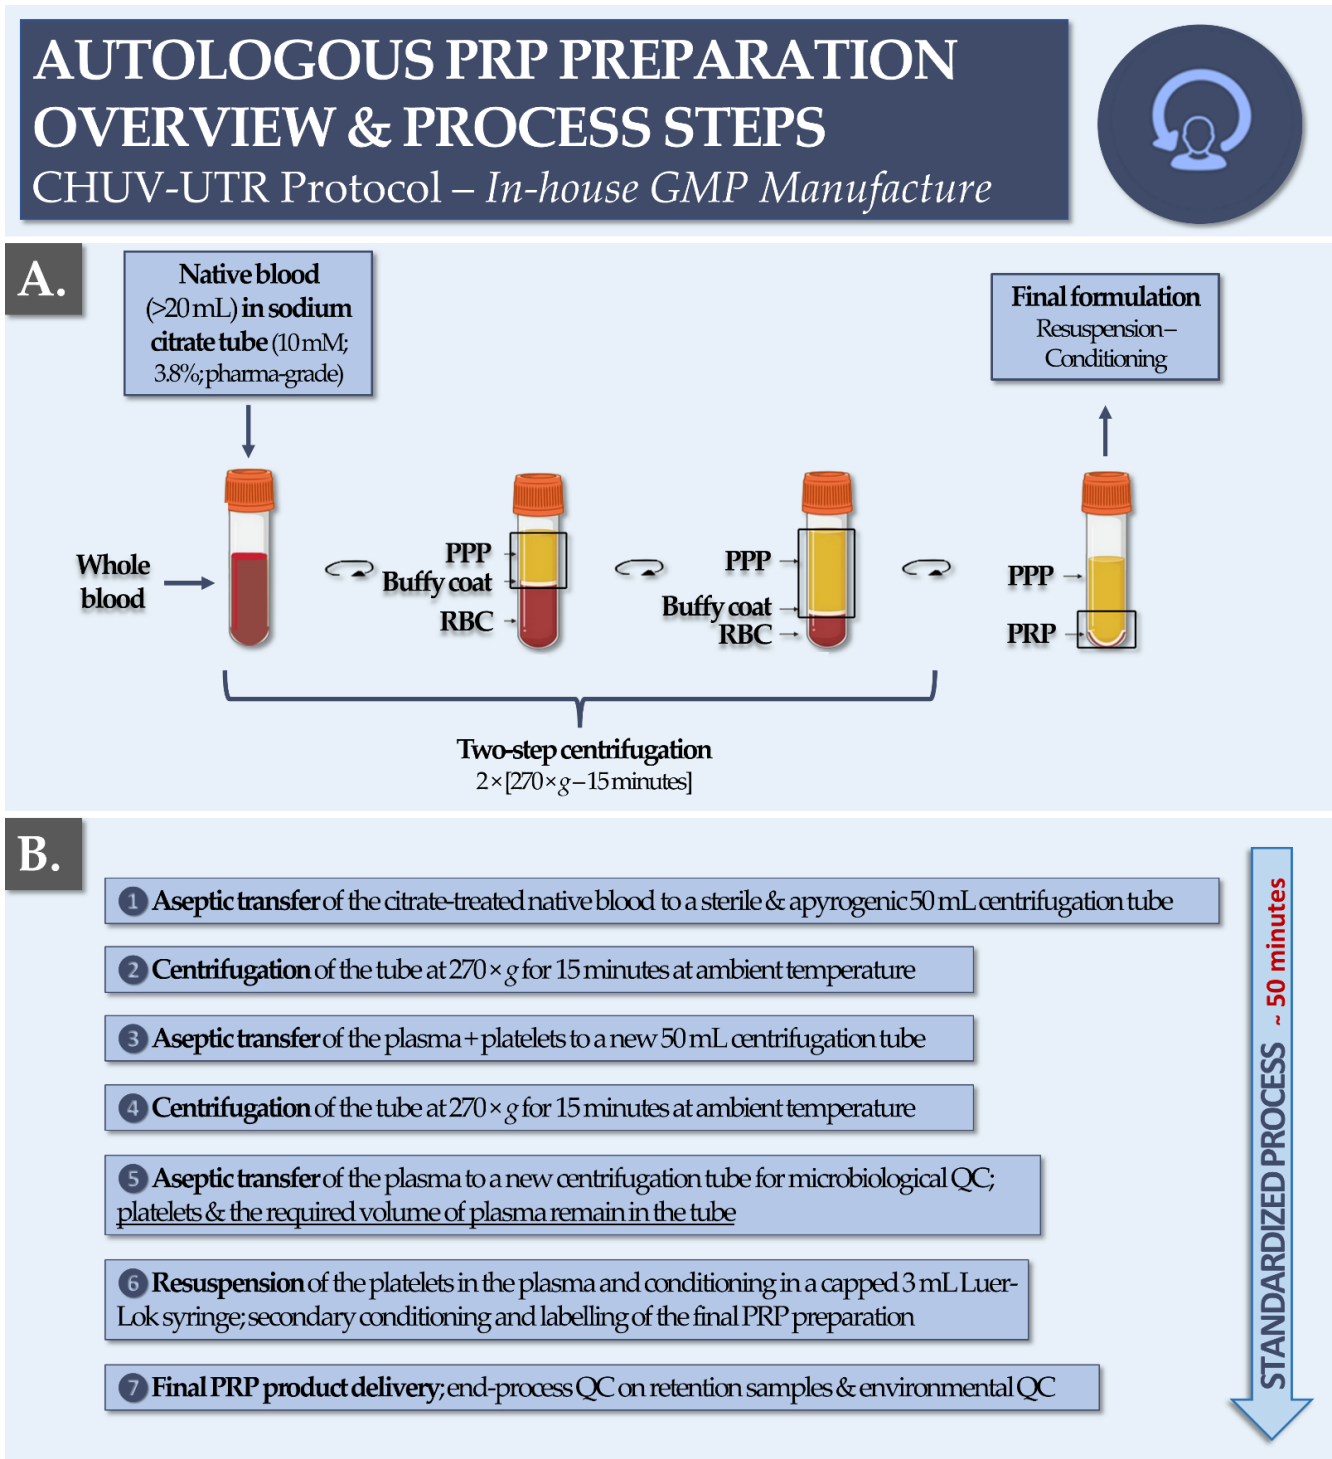 AUTOLOGOUS PRP PREPARATION
OVERVIEW & PROCESS STEPS
CHUV-UTR Protocol – In-house GMP Manufacture
A.
Native blood
(>20 mL) in sodium
citrate tube (10 mM;
3.8%; pharma-grade)
Final formulation
Resuspension–
Conditioning
Whole
blood
PPP
Buffy coat
RBC
PPP
Buffy coat
RBC
PPP
PRP
Two-step centrifugation
2 × [270 × g – 15 minutes]
B.
1 Aseptic transfer of the citrate-treated native blood to a sterile & apyrogenic 50 mL centrifugation tube
2 Centrifugation of the tube at 270 × g for 15 minutes at ambient temperature
3 Aseptic transfer of the plasma + platelets to a new 50 mL centrifugation tube
4 Centrifugation of the tube at 270 × g for 15 minutes at ambient temperature
5 Aseptic transfer of the plasma to a new centrifugation tube for microbiological QC;
platelets & the required volume of plasma remain in the tube
6 Resuspension of the platelets in the plasma and conditioning in a capped 3 mL Luer-
Lok syringe; secondary conditioning and labelling of the final PRP preparation
7 Final PRP product delivery; end-process QC on retention samples & environmental QC
STANDARDIZED PROCESS ~ 50 minutes